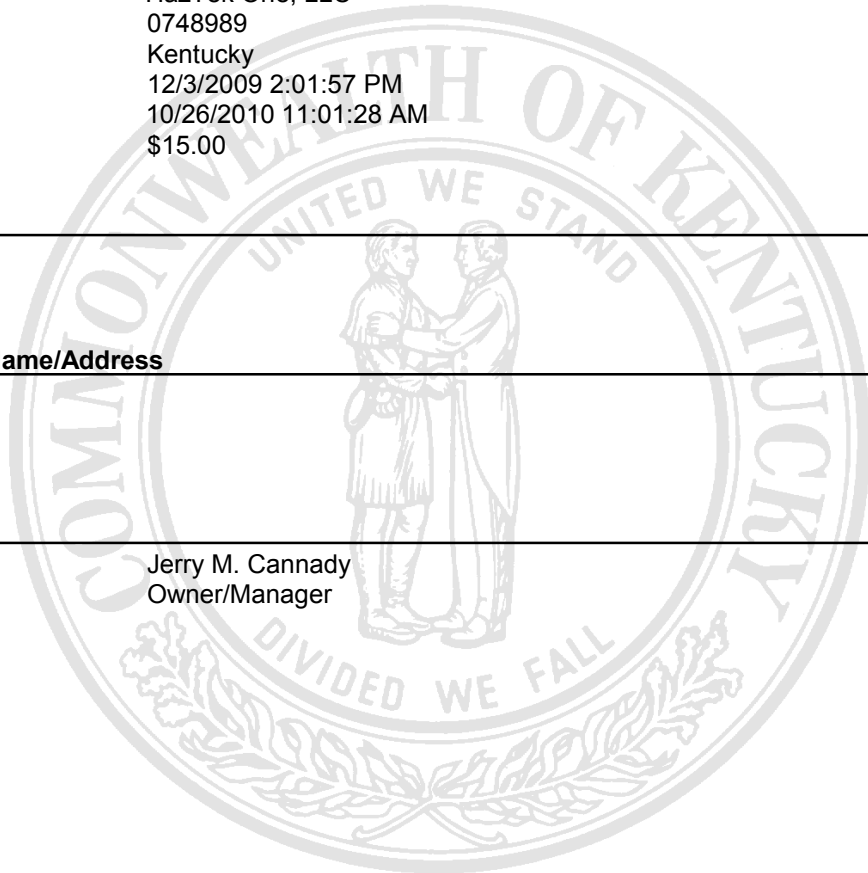 0748989
Kentucky
12/3/2009 2:01:57 PM
10/26/2010 11:01:28 AM
$15.00
COMMONWEALTH OF KENTUCKY
UNITED WE STAND
ame/Address
Jerry M. Cannady
Owner/Manager
DIVIDED WE FALL